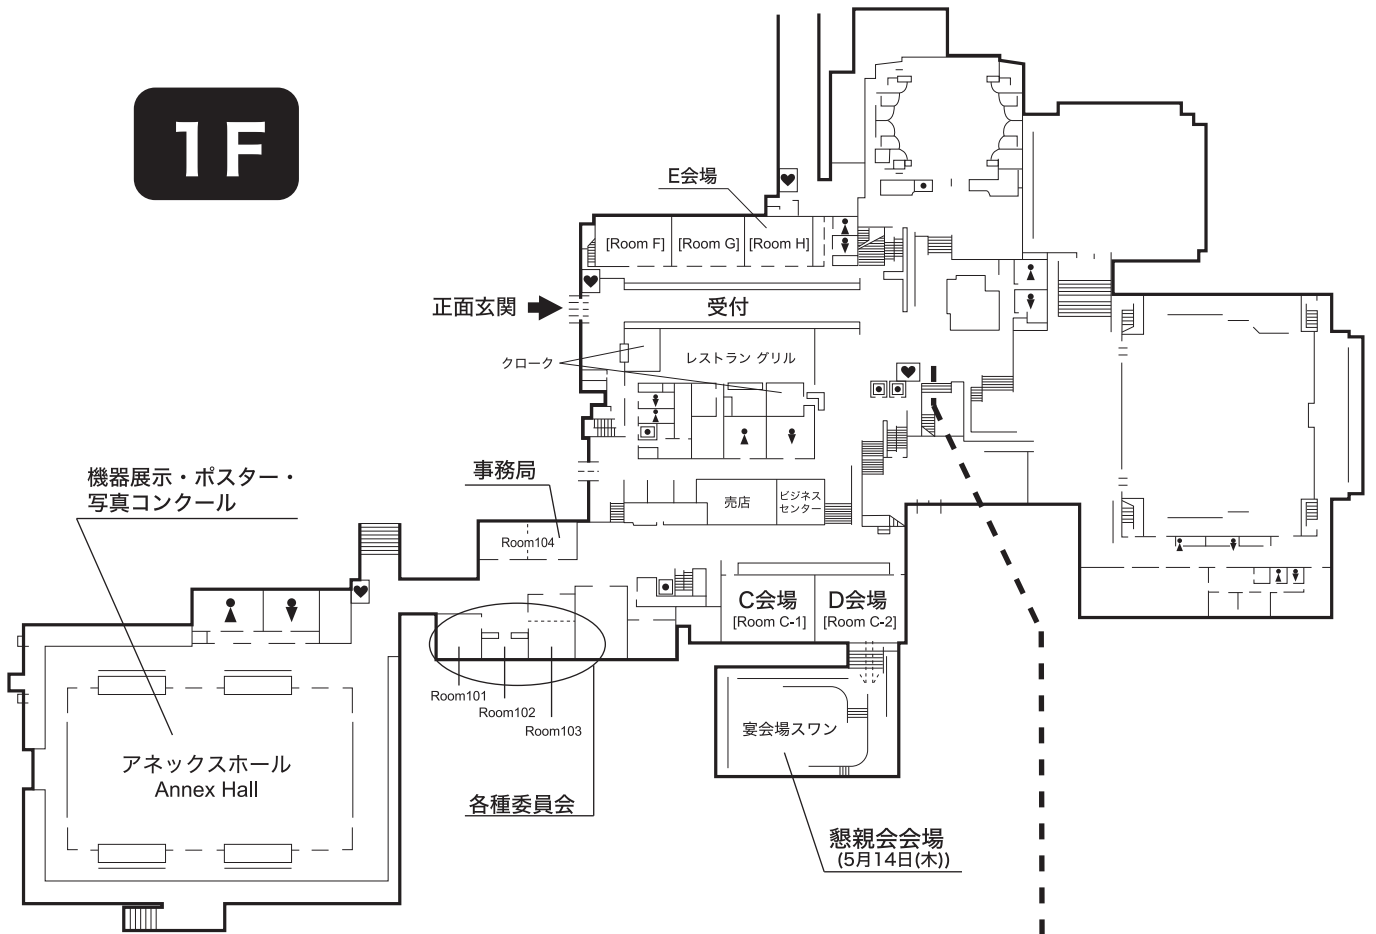 1F
E会場
[Room F]
[Room G]
[Room H]
正面玄関
受付
クローク
レストラン グリル
機器展示・ポスター・
写真コンクール
事務局
売店
ビジネス
センター
Room104
C会場
[Room C-1]
D会場
[Room C-2]
Room101
Room102
Room103
宴会場スワン
アネックスホール
Annex Hall
各種委員会
懇親会会場
(5月14日(木))